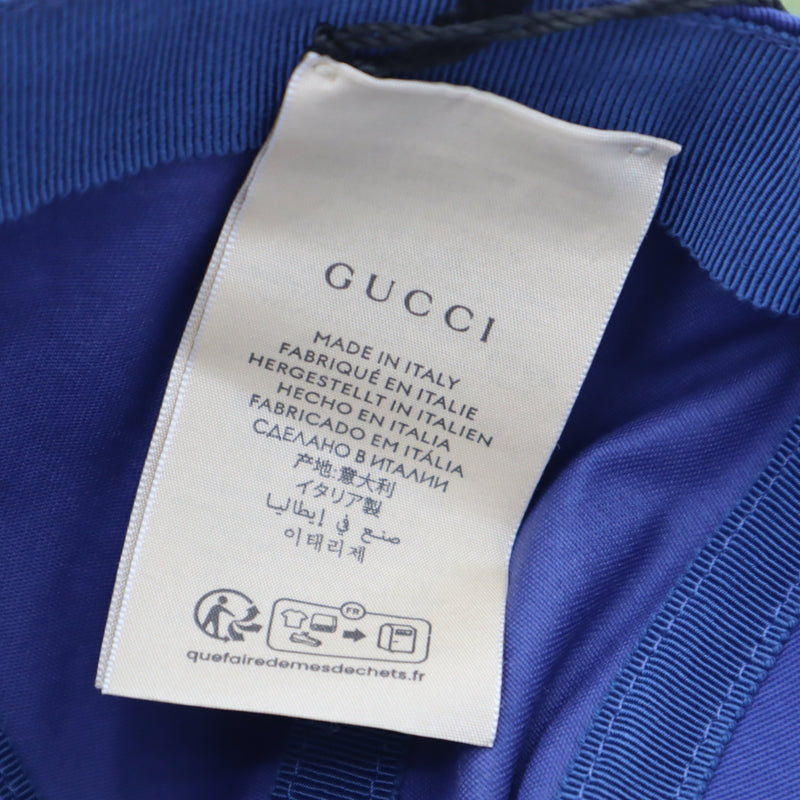 GUCCI
MADE IN ITALY
FABRIQUÉ EN ITALIE
HERGESTELLT IN ITALIEN
HECHO EN ITALIA
FABRICADO EM ITÁLIA
СДЕЛАНО В ИТАЛИИ
产地:意大利
イタリア製
صنع في إيطاليا
이태리제
FR
quefairedemesdechets.fr